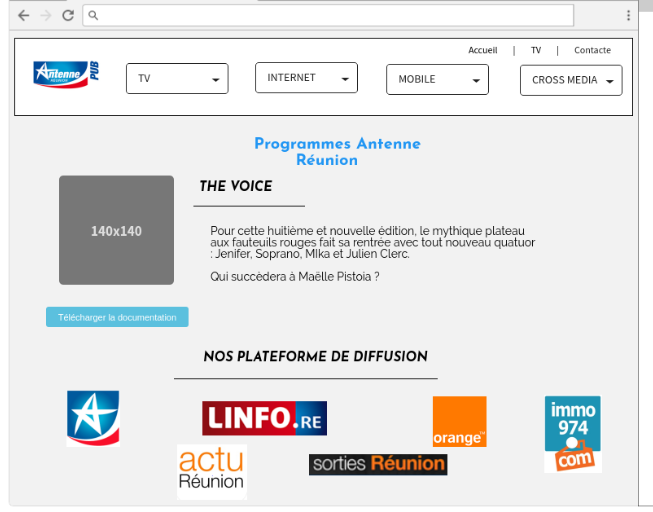 Accueil | TV | Contacte
Antenne
RÉUNION
PUB
TV
INTERNET
MOBILE
CROSS MEDIA
Programmes Antenne
Réunion
140x140
THE VOICE
Pour cette huitième et nouvelle édition, le mythique plateau
aux fauteuils rouges fait sa rentrée avec tout nouveau quatuor
: Jenifer, Soprano, MIka et Julien Clerc.
Qui succèdera à Maëlle Pistoia ?
Télécharger la documentation
NOS PLATEFORME DE DIFFUSION
LINFO.RE
orange™
immo
974
com
actu
Réunion
sorties Réunion